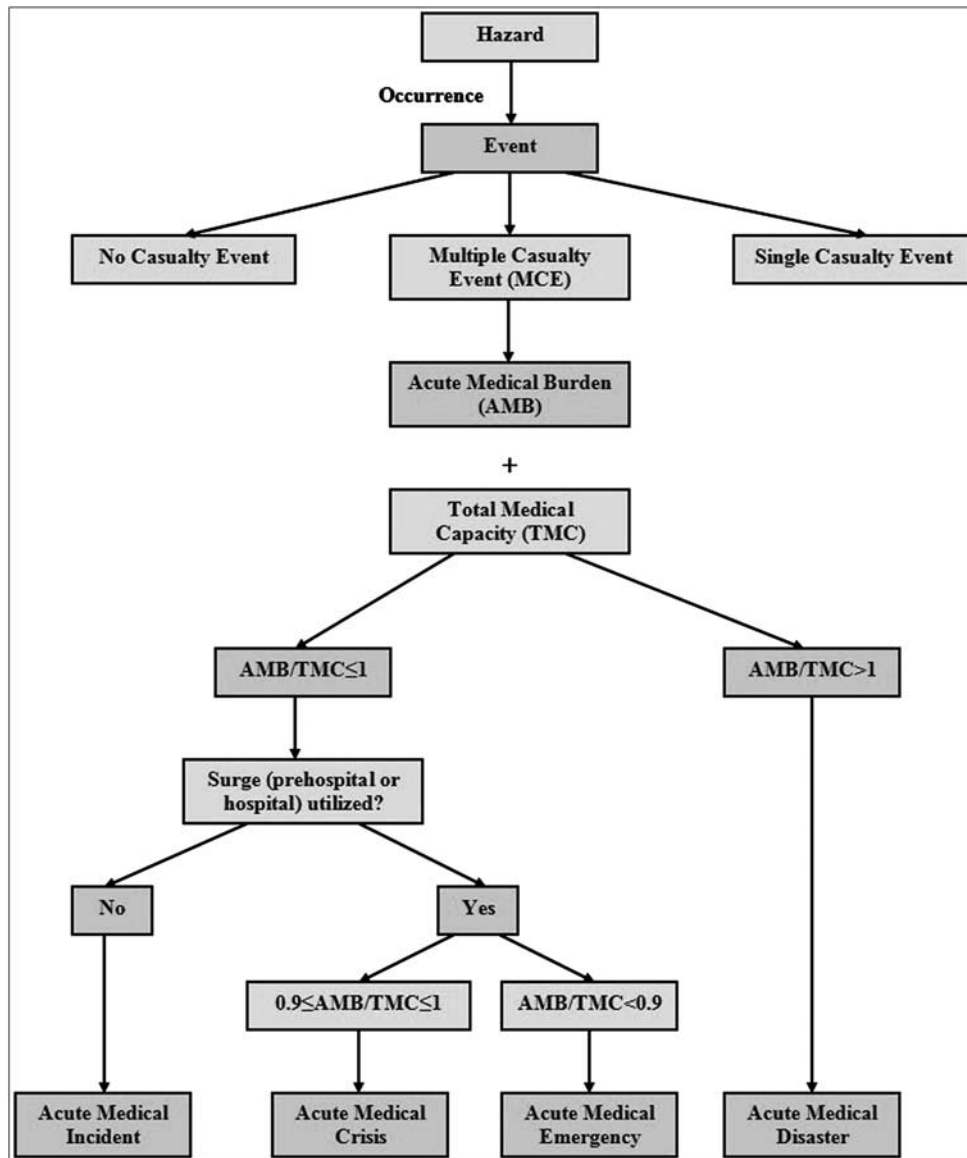 Hazard
Occurrence
Event
No Casualty Event
Multiple Casualty
Event (MCE)
Single Casualty Event
Acute Medical Burden
(AMB)
+
Total Medical
Capacity (TMC)
AMB/TMC≤1
AMB/TMC>1
Surge (prehospital or
hospital) utilized?
No
Yes
0.9≤AMB/TMC≤1
AMB/TMC<0.9
Acute Medical
Incident
Acute Medical
Crisis
Acute Medical
Emergency
Acute Medical
Disaster